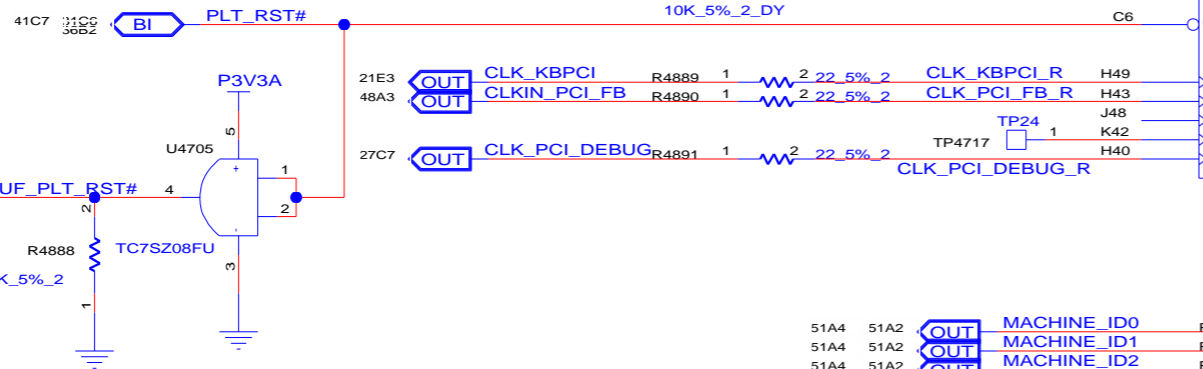 10K_5%_2_DY
41C7 BI PLT_RST# C6
36B2
P3V3A
21E3 OUT CLK_KBPCI R4889 1 2 22_5%_2 CLK_KBPCI_R H49
48A3 OUT CLKIN_PCI_FB R4890 1 2 22_5%_2 CLK_PCI_FB_R H43
J48
TP24
TP4717 1 K42
5
U4705
27C7 OUT CLK_PCI_DEBUG R4891 1 2 22_5%_2 H40
CLK_PCI_DEBUG_R
+ 1
UF_PLT_RST# 4
2 2
-
R4888 TC7SZ08FU
3
K_5%_2
1
51A4 51A2 OUT MACHINE_ID0
51A4 51A2 OUT MACHINE_ID1
51A4 51A2 OUT MACHINE_ID2